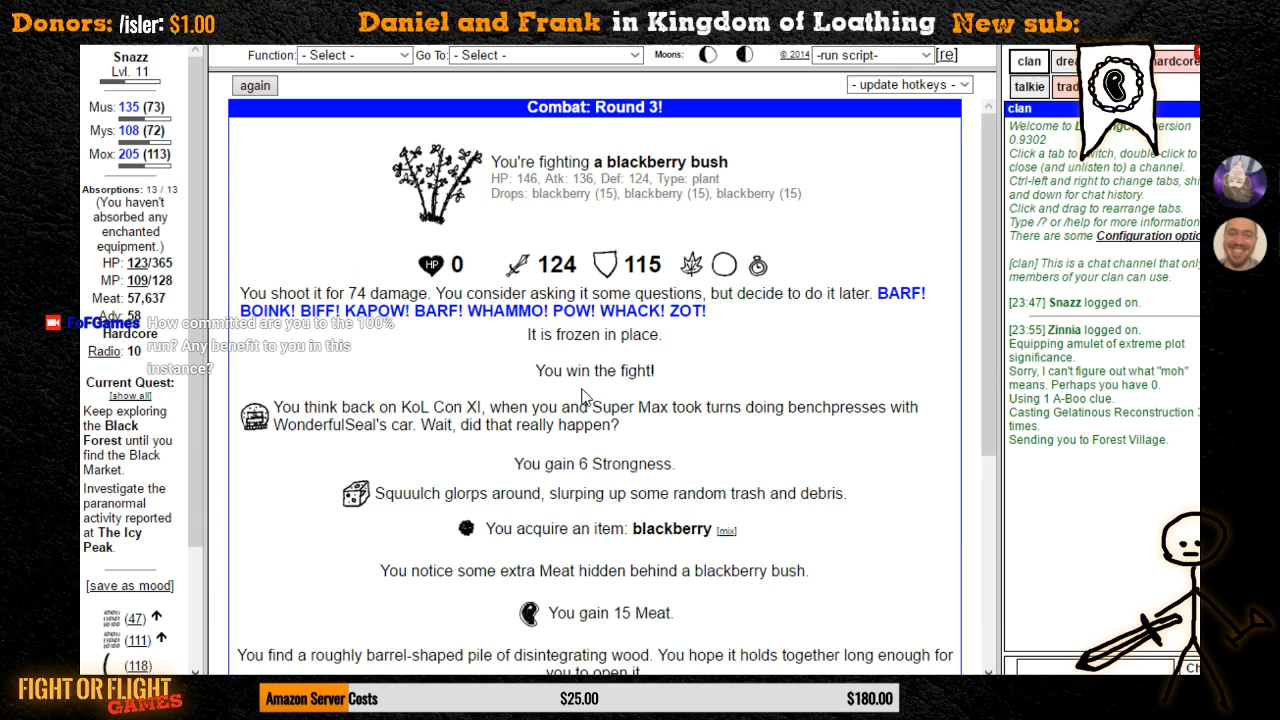 Donors: /isler: $1.00
Daniel and Frank in Kingdom of Loathing
New sub:
Snazz
Lvl. 11
Mus: 135 (73)
Mys: 108 (72)
Mox: 205 (113)
Absorptions: 13 / 13
(You haven't
absorbed any
enchanted
equipment.)
HP: 123/365
MP: 109/128
Meat: 57,637
Adv: 58
Hardcore
Radio: 10
FoFGames How committed are you to the 100%
run? Any benefit to you in this
instance?
Current Quest:
[show all]
Keep exploring
the Black
Forest until you
find the Black
Market.
Investigate the
paranormal
activity reported
at The Icy
Peak.
[save as mood]
(47)
(111)
(118)
Function: - Select - Go To: - Select - Moons: © 2014 -run script- [re]
again
- update hotkeys -
Combat: Round 3!
You're fighting a blackberry bush
HP: 146, Atk: 136, Def: 124, Type: plant
Drops: blackberry (15), blackberry (15), blackberry (15)
HP 0 124 115
You shoot it for 74 damage. You consider asking it some questions, but decide to do it later. BARF!
BOINK! BIFF! KAPOW! BARF! WHAMMO! POW! WHACK! ZOT!
It is frozen in place.
You win the fight!
You think back on KoL Con XI, when you and Super Max took turns doing benchpresses with
WonderfulSeal's car. Wait, did that really happen?
You gain 6 Strongness.
Squuulch glorps around, slurping up some random trash and debris.
You acquire an item: blackberry [mix]
You notice some extra Meat hidden behind a blackberry bush.
You gain 15 Meat.
You find a roughly barrel-shaped pile of disintegrating wood. You hope it holds together long enough for
you to open it.
clan
talkie
clan
Welcome to
0.9302
Click a tab to
close (and unlisten to) a channel.
Ctrl-left and right to change tabs,
and down for chat history.
Click and drag to rearrange tabs.
Type /? or /help for more
There are some
[clan] This is a chat channel that
members of your clan can use.
[23:47] Snazz logged on.
[23:55] Zinnia logged on.
Equipping amulet of extreme plot
significance.
Sorry, I can't figure out what "moh"
means. Perhaps you have 0.
Using 1 A-Boo clue.
Casting Gelatinous Reconstruction 3
times.
Sending you to Forest Village.
FIGHT OR FLIGHT
GAMES
Amazon Server Costs $25.00 $180.00